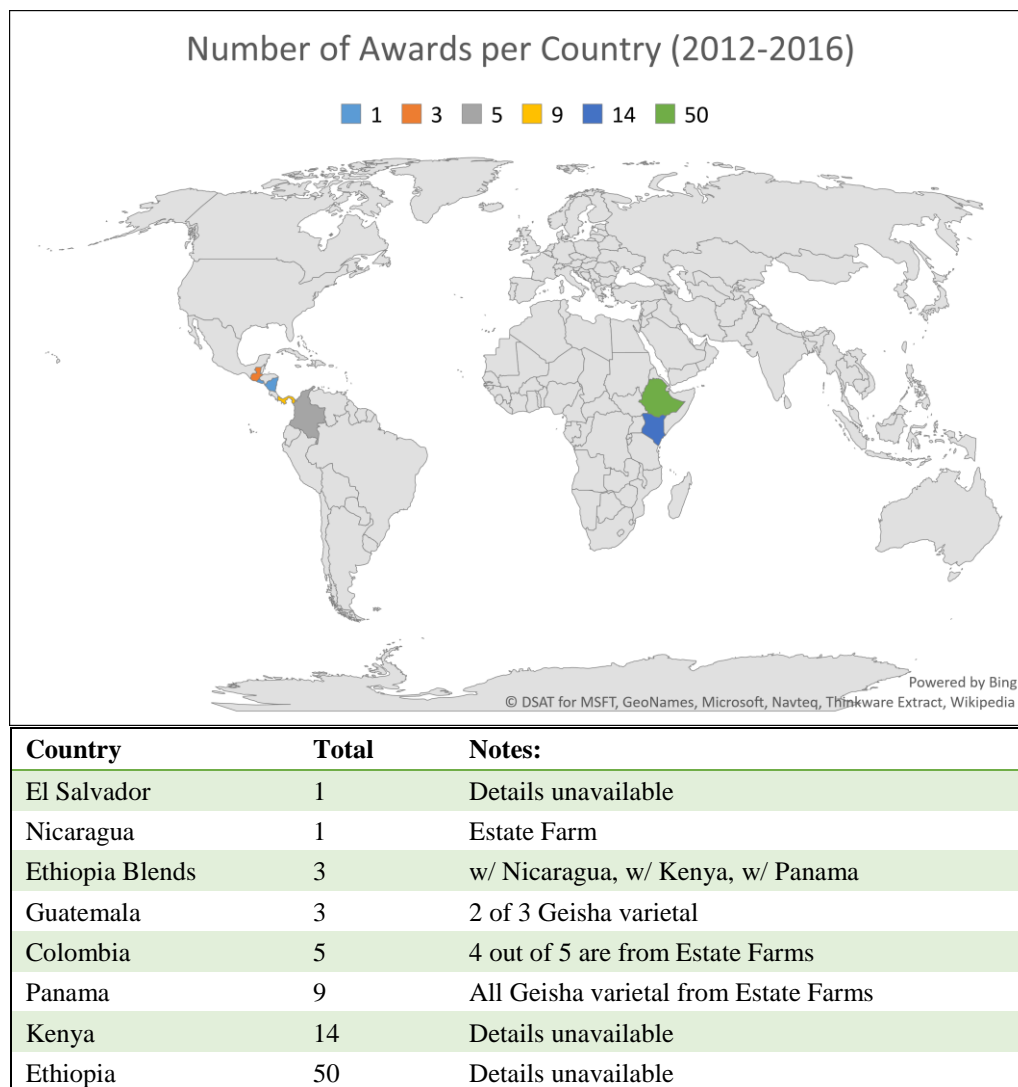 Number of Awards per Country (2012-2016)
1 3 5 9 14 50
Powered by Bing
© DSAT for MSFT, GeoNames, Microsoft, Navteq, Thinkware Extract, Wikipedia
Country Total Notes:
El Salvador 1 Details unavailable
Nicaragua 1 Estate Farm
Ethiopia Blends 3 w/ Nicaragua, w/ Kenya, w/ Panama
Guatemala 3 2 of 3 Geisha varietal
Colombia 5 4 out of 5 are from Estate Farms
Panama 9 All Geisha varietal from Estate Farms
Kenya 14 Details unavailable
Ethiopia 50 Details unavailable